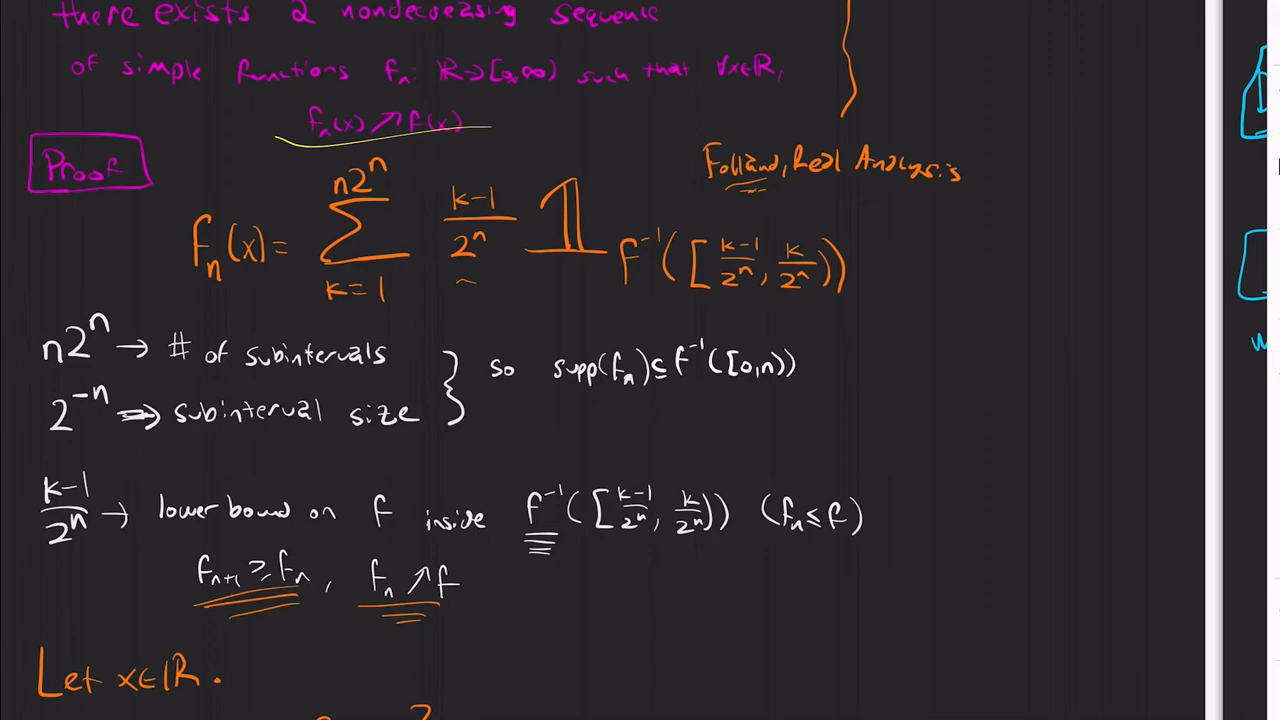 there exists a nondecreasing sequence
of simple functions fₙ: ℝ→[0,∞) such that ∀x∈ℝ,
fₙ(x)↗f(x)
Proof
Folland, Real Analysis
fₙ(x)= ∑_{k=1}^{n2ⁿ} (k-1)/2ⁿ 𝟙_{f⁻¹([(k-1)/2ⁿ, k/2ⁿ))}
n2ⁿ → # of subintervals
2⁻ⁿ → subinterval size
} so supp(fₙ)⊆f⁻¹([0,n))
(k-1)/2ⁿ → lower bound on f inside f⁻¹([(k-1)/2ⁿ, k/2ⁿ)) (fₙ≤f)
fₙ₊₁≥fₙ, fₙ↗f
Let x∈ℝ.